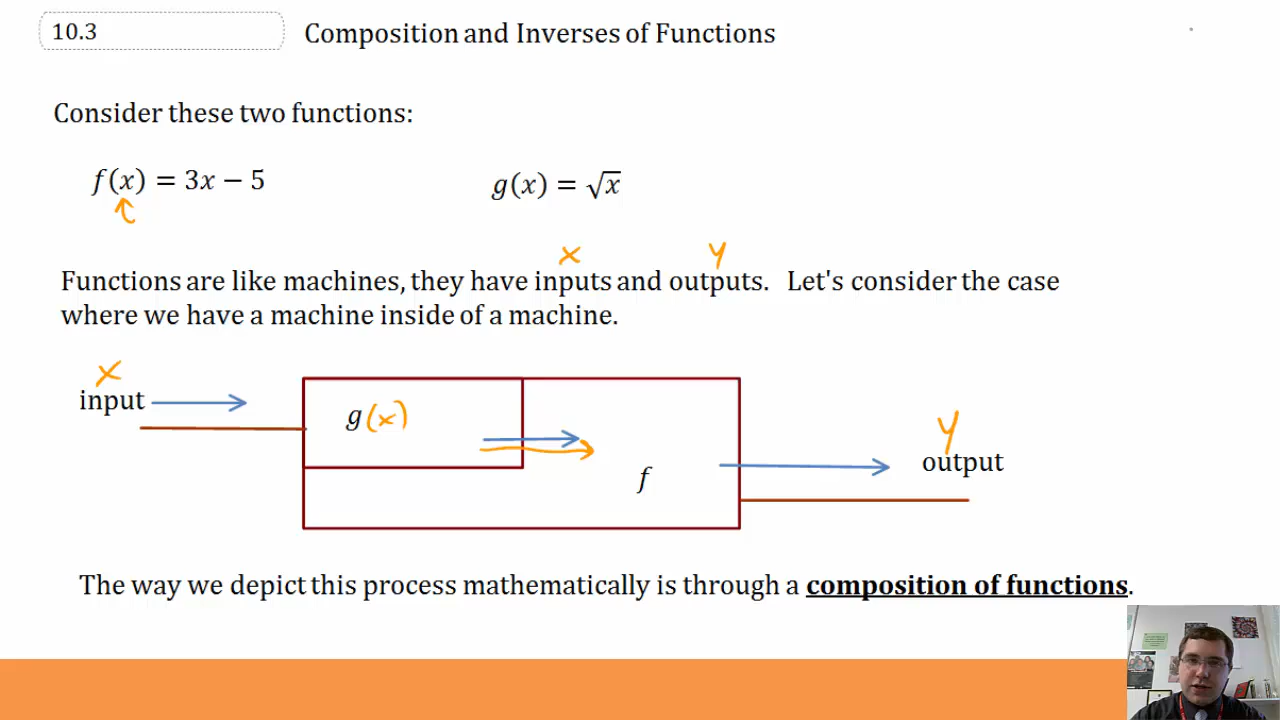 10.3
Composition and Inverses of Functions
Consider these two functions:
f(x) = 3x − 5
g(x) = √x
x y
Functions are like machines, they have inputs and outputs. Let's consider the case
where we have a machine inside of a machine.
x
input
g(x)
y
output
f
The way we depict this process mathematically is through a composition of functions.